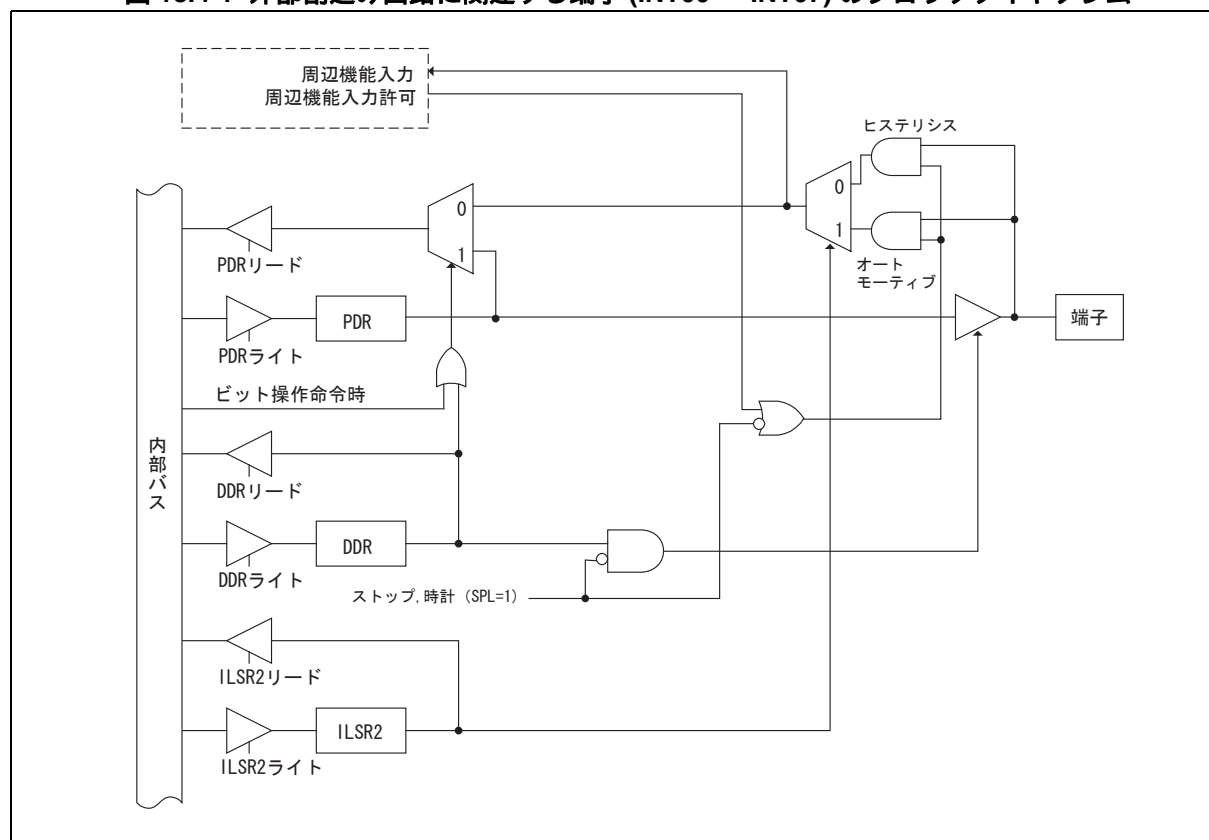 周辺機能入力
周辺機能入力許可
ヒステリシス
0
1
オート
モーティブ
0
1
PDRリード
PDR
端子
PDRライト
ビット操作命令時
内部バス
DDRリード
DDR
DDRライト
ストップ,時計 (SPL=1)
ILSR2リード
ILSR2
ILSR2ライト